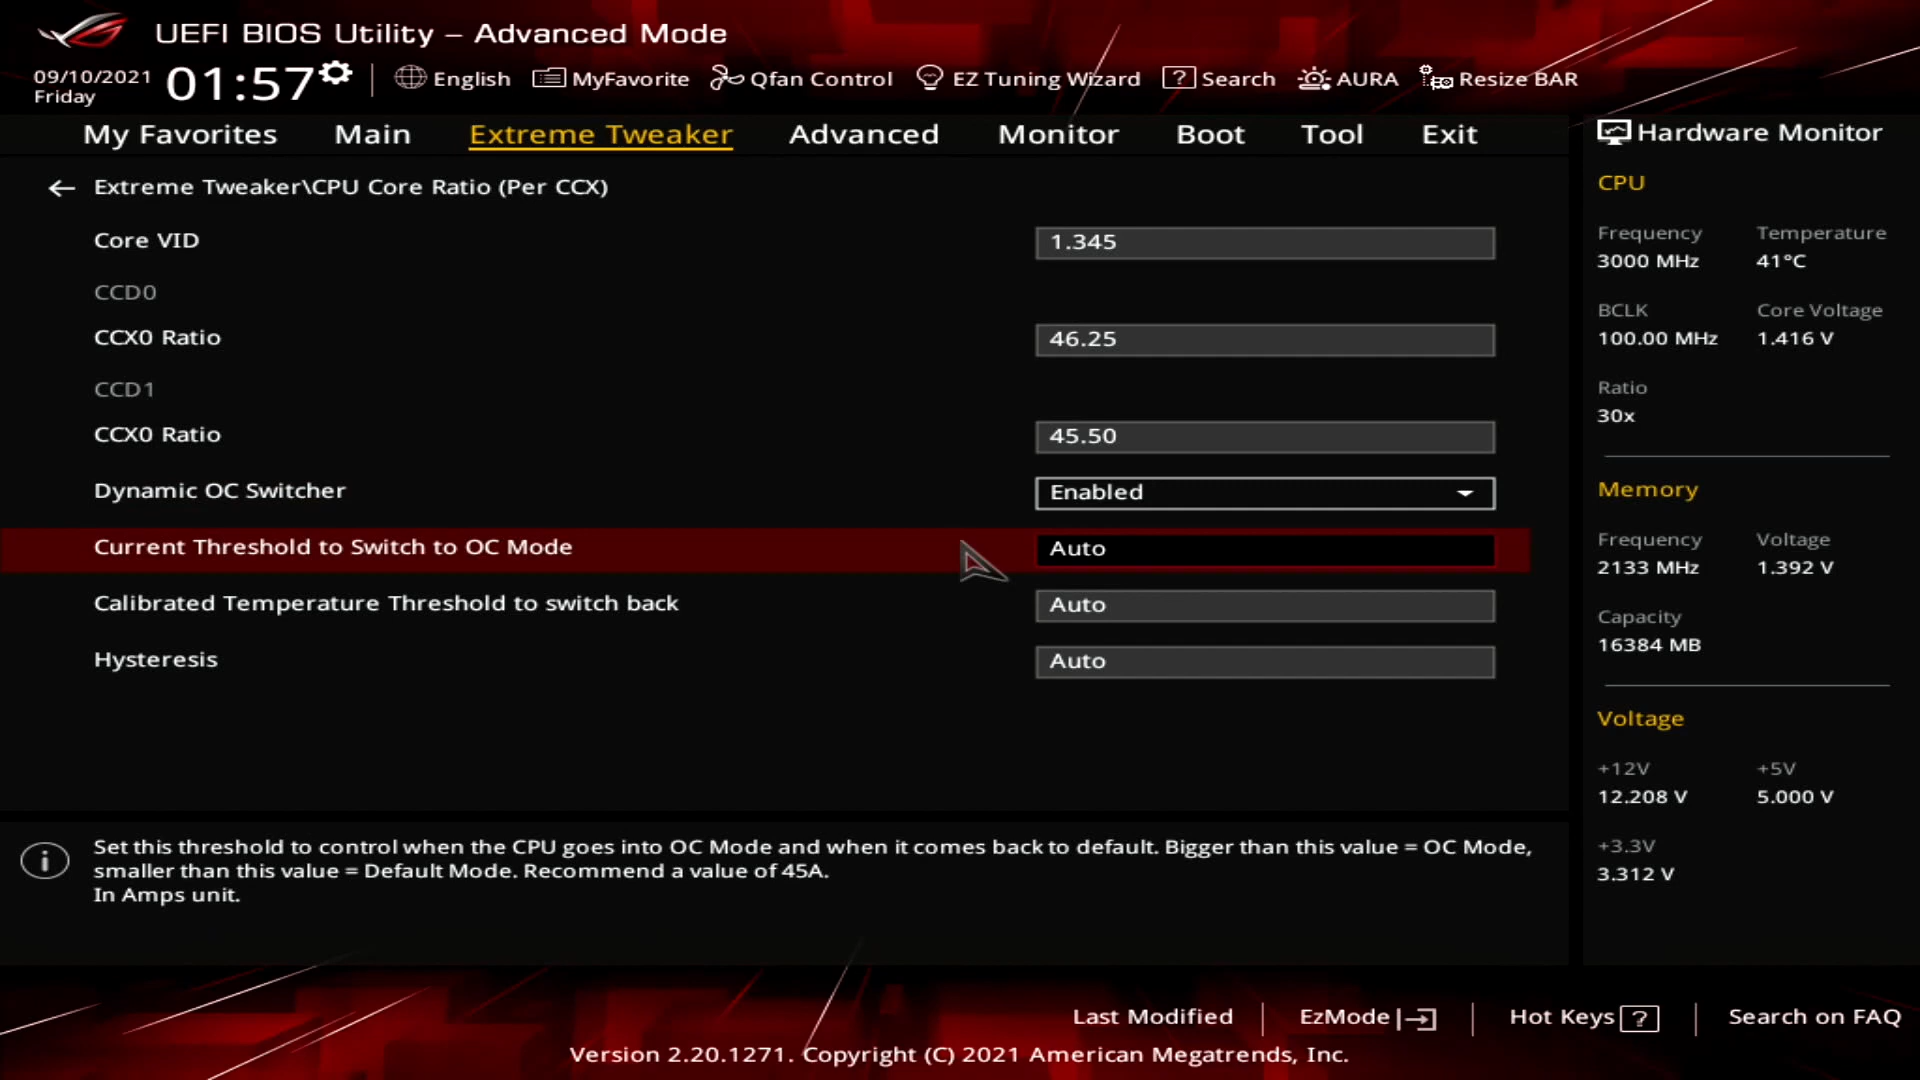 UEFI BIOS Utility – Advanced Mode
09/10/2021
Friday
01:57
English
MyFavorite
Qfan Control
EZ Tuning Wizard
? Search
AURA
Resize BAR
My Favorites
Main
Extreme Tweaker
Advanced
Monitor
Boot
Tool
Exit
Extreme Tweaker\CPU Core Ratio (Per CCX)
Core VID 1.345
CCD0
CCX0 Ratio 46.25
CCD1
CCX0 Ratio 45.50
Dynamic OC Switcher Enabled
Current Threshold to Switch to OC Mode Auto
Calibrated Temperature Threshold to switch back Auto
Hysteresis Auto
Set this threshold to control when the CPU goes into OC Mode and when it comes back to default. Bigger than this value = OC Mode,
smaller than this value = Default Mode. Recommend a value of 45A.
In Amps unit.
Hardware Monitor
CPU
Frequency Temperature
3000 MHz 41°C
BCLK Core Voltage
100.00 MHz 1.416 V
Ratio
30x
Memory
Frequency Voltage
2133 MHz 1.392 V
Capacity
16384 MB
Voltage
+12V +5V
12.208 V 5.000 V
+3.3V
3.312 V
Last Modified
EzMode
Hot Keys ?
Search on FAQ
Version 2.20.1271. Copyright (C) 2021 American Megatrends, Inc.